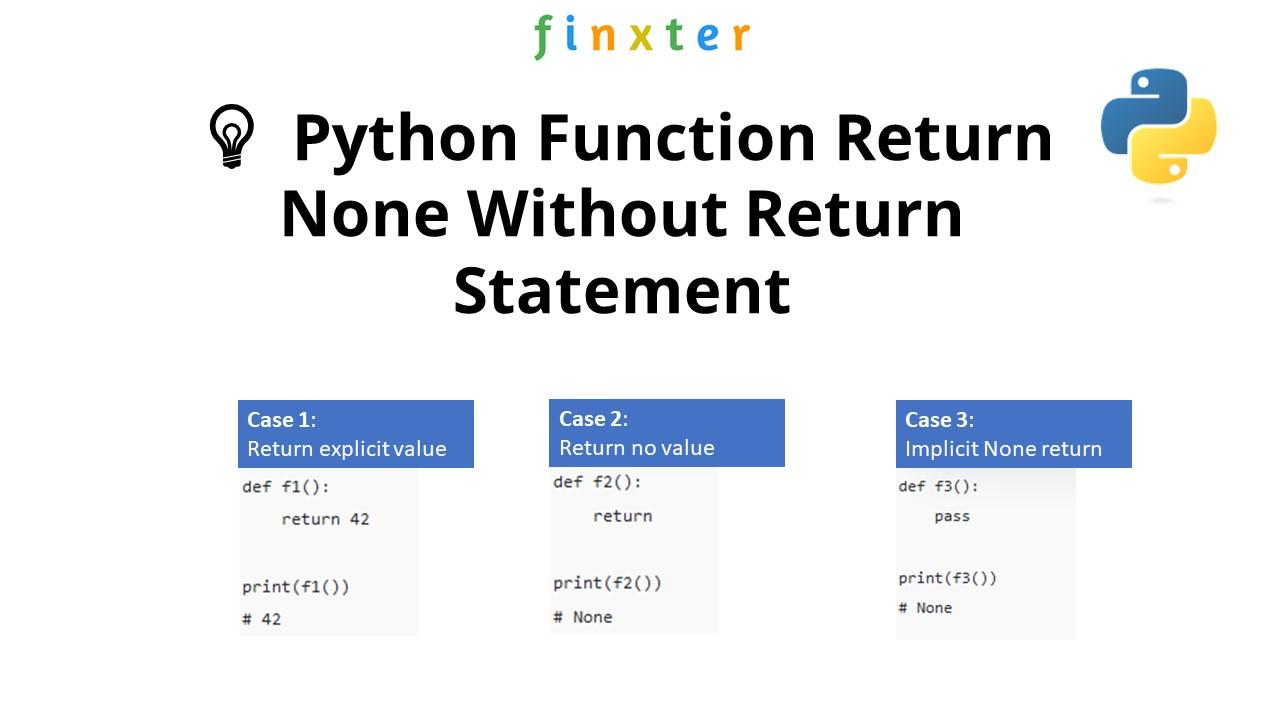 finxter
Python Function Return
None Without Return
Statement
Case 1:
Return explicit value
def f1():
    return 42
print(f1())
# 42
Case 2:
Return no value
def f2():
    return
print(f2())
# None
Case 3:
Implicit None return
def f3():
    pass
print(f3())
# None